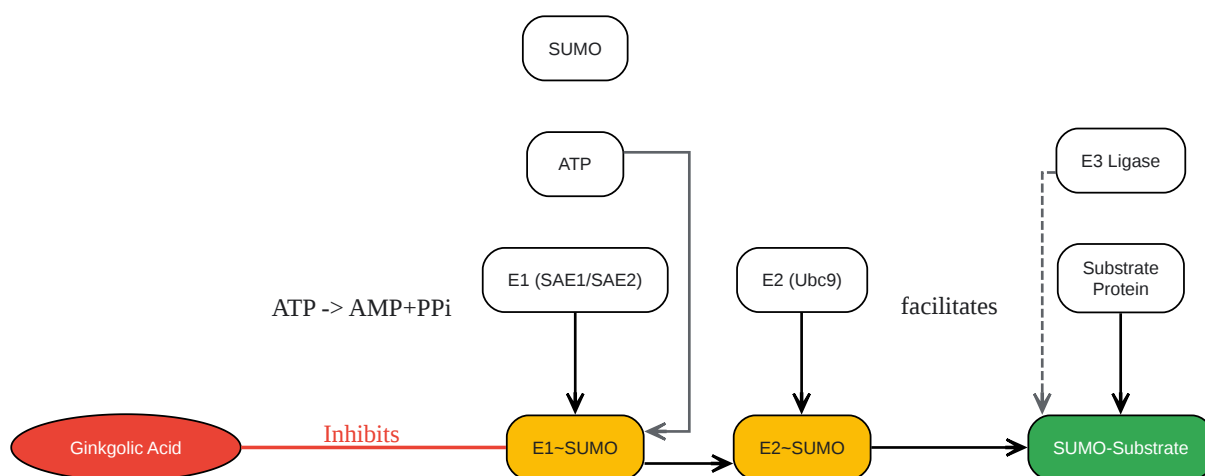 SUMO
ATP
E3 Ligase
E1 (SAE1/SAE2)
E2 (Ubc9)
Substrate
Protein
ATP -> AMP+PPi
facilitates
Ginkgolic Acid
Inhibits
E1~SUMO
E2~SUMO
SUMO-Substrate